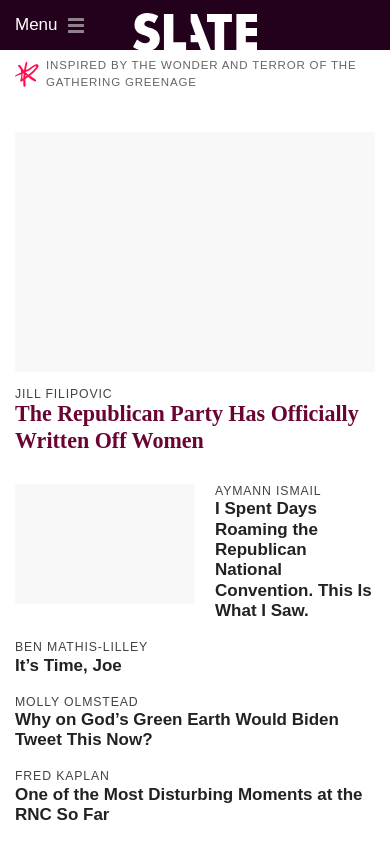 Menu
SLATE
INSPIRED BY THE WONDER AND TERROR OF THE
GATHERING GREENAGE
JILL FILIPOVIC
The Republican Party Has Officially
Written Off Women
AYMANN ISMAIL
I Spent Days
Roaming the
Republican
National
Convention. This Is
What I Saw.
BEN MATHIS-LILLEY
It’s Time, Joe
MOLLY OLMSTEAD
Why on God’s Green Earth Would Biden
Tweet This Now?
FRED KAPLAN
One of the Most Disturbing Moments at the
RNC So Far